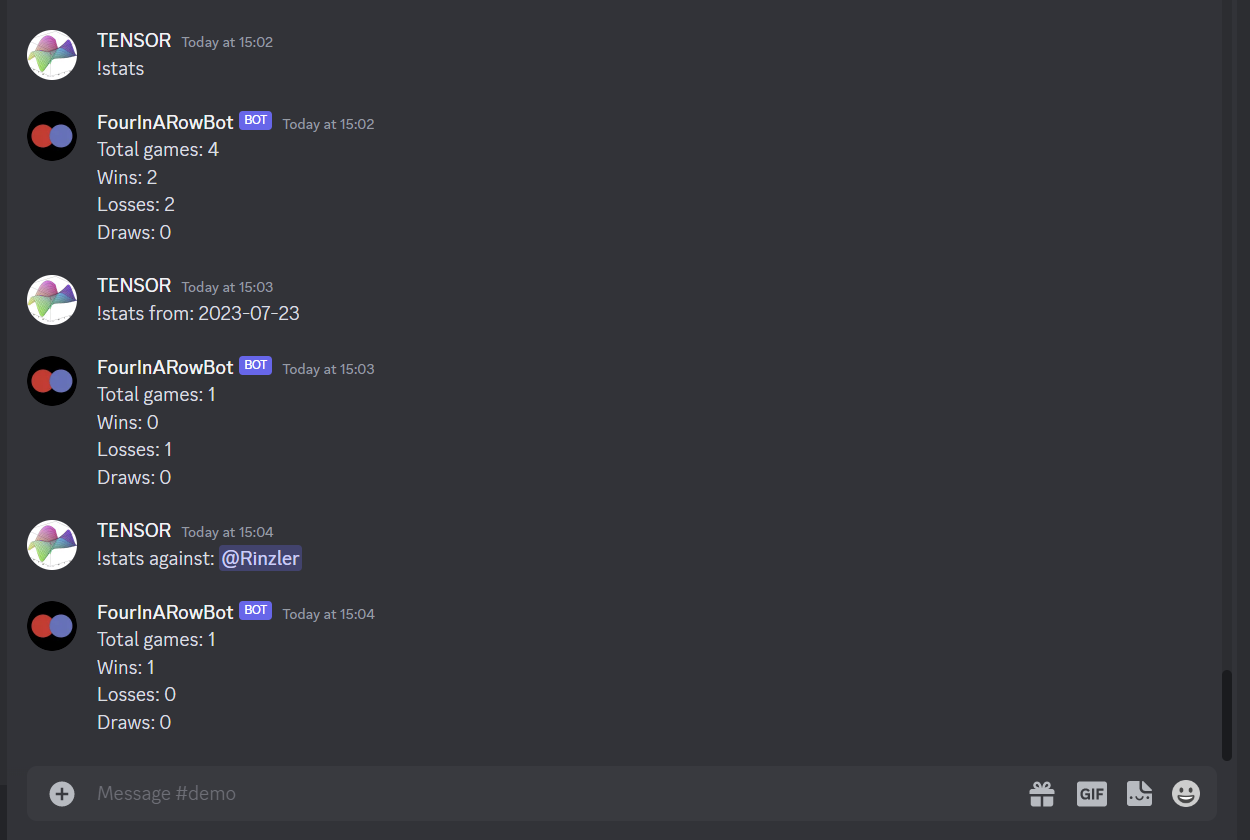 TENSOR Today at 15:02
!stats
FourInARowBot BOT Today at 15:02
Total games: 4
Wins: 2
Losses: 2
Draws: 0
TENSOR Today at 15:03
!stats from: 2023-07-23
FourInARowBot BOT Today at 15:03
Total games: 1
Wins: 0
Losses: 1
Draws: 0
TENSOR Today at 15:04
!stats against: @Rinzler
FourInARowBot BOT Today at 15:04
Total games: 1
Wins: 1
Losses: 0
Draws: 0
Message #demo GIF